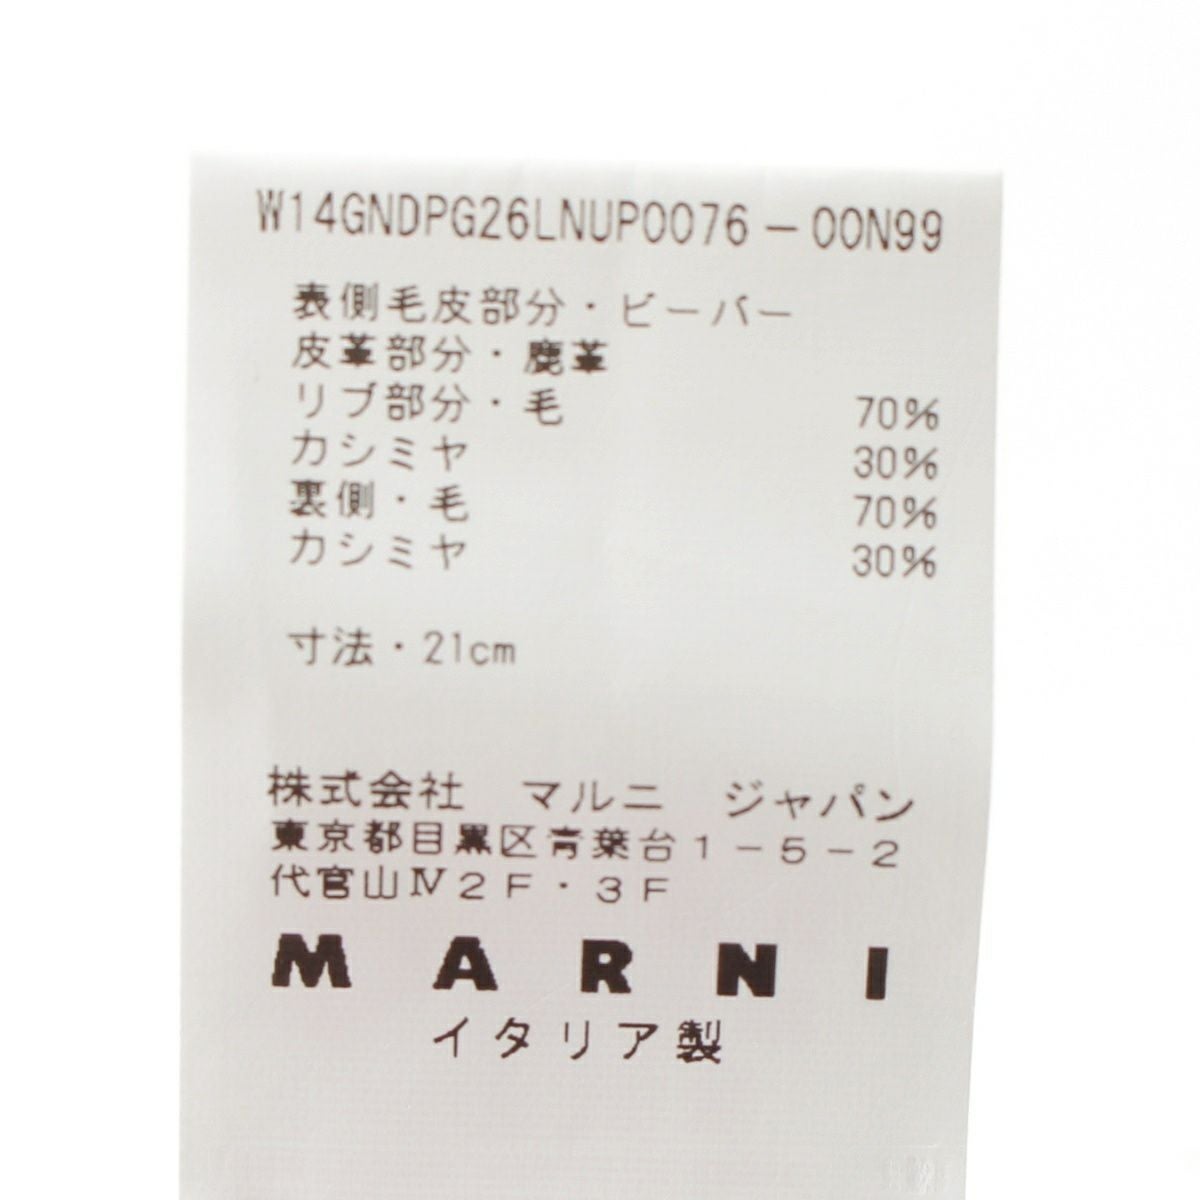 W14GNDPG26LNUP0076-00N99
表側毛皮部分・ビーバー
皮革部分・鹿革
リブ部分・毛 70%
カシミヤ 30%
裏側・毛 70%
カシミヤ 30%
寸法・21cm
株式会社 マルニ ジャパン
東京都目黒区青葉台1-5-2
代官山Ⅳ2F・3F
MARNI
イタリア製